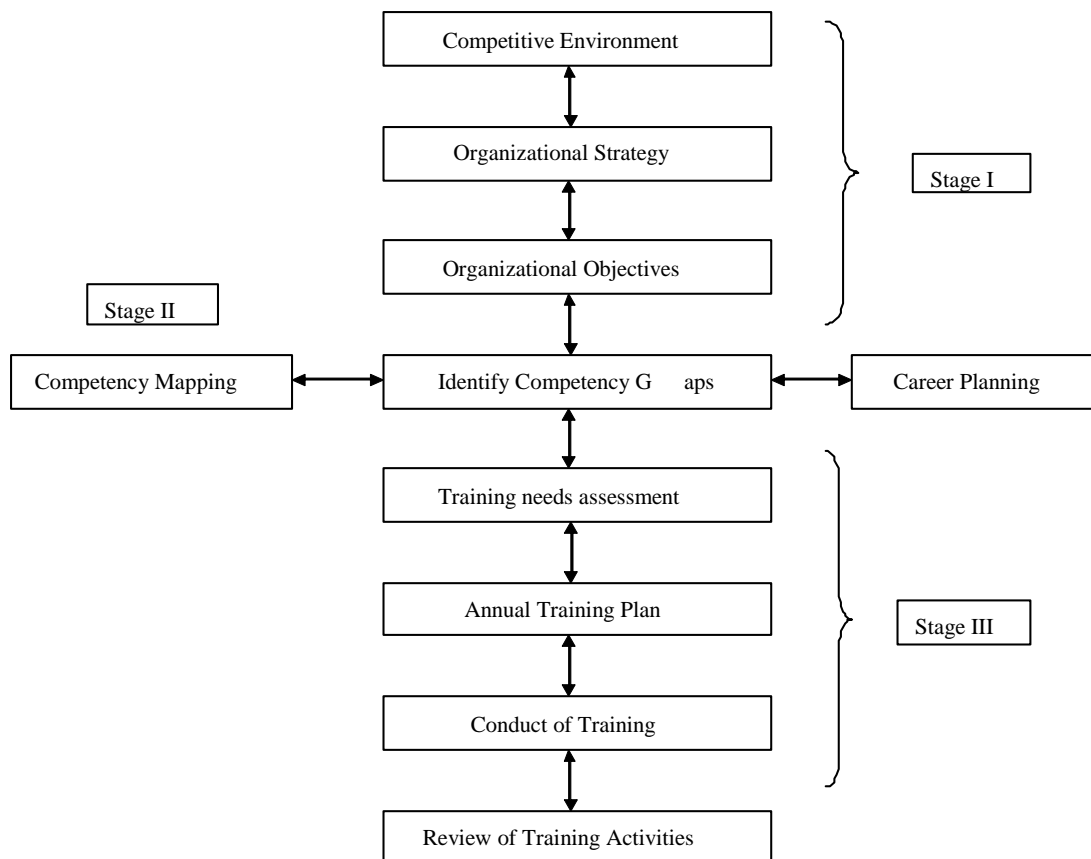 Competitive Environment
Organizational Strategy
Stage I
Organizational Objectives
Stage II
Competency Mapping
Identify Competency G aps
Career Planning
Training needs assessment
Annual Training Plan
Stage III
Conduct of Training
Review of Training Activities